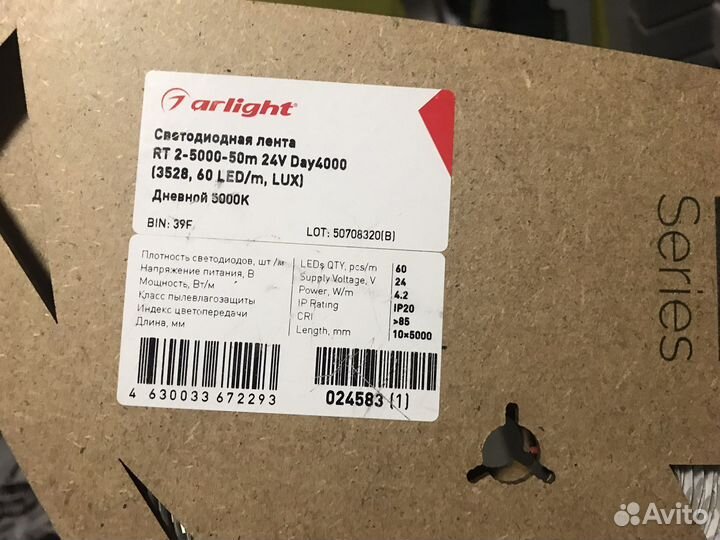 arlight
Светодиодная лента
RT 2-5000-50m 24V Day4000
(3528, 60 LED/m, LUX)
Дневной 5000K
BIN: 39F
LOT: 50708320(B)
Плотность светодиодов, шт/м LEDs QTY, pcs/m 60
Напряжение питания, В Supply Voltage, V 24
Мощность, Вт/м Power, W/m 4.2
Класс пылевлагозащиты IP Rating IP20
Индекс цветопередачи CRI >85
Длина, мм Length, mm 10×5000
4 630033 672293
024583 (1)
Series
Avito